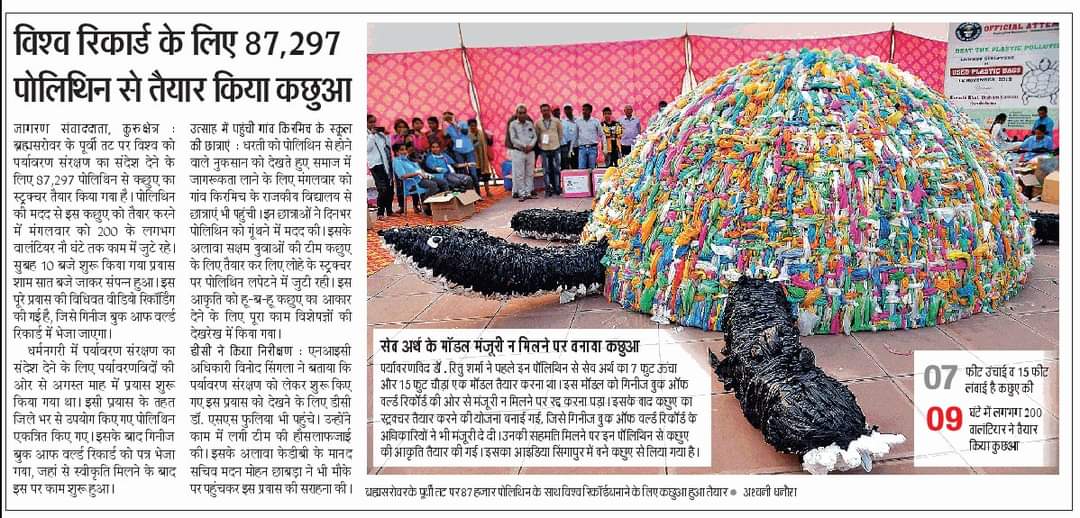 विश्व रिकार्ड के लिए 87,297
पोलिथिन से तैयार किया कछुआ
जागरण संवाददाता, कुरुक्षेत्र :
ब्रह्मसरोवर के पूर्वी तट पर विश्व को
पर्यावरण संरक्षण का संदेश देने के
लिए 87,297 पोलिथिन से कछुए का
स्ट्रक्चर तैयार किया गया है। पोलिथिन
की मदद से इस कछुए को तैयार करने
में मंगलवार को 200 के लगभग
वालंटियर नौ घंटे तक काम में जुटे रहे।
सुबह 10 बजे शुरू किया गया प्रयास
शाम सात बजे जाकर संपन्न हुआ। इस
पूरे प्रयास की विधिवत वीडियो रिकॉर्डिंग
की गई है, जिसे गिनीज बुक आफ वर्ल्ड
रिकार्ड में भेजा जाएगा।
धर्मनगरी में पर्यावरण संरक्षण का
संदेश देने के लिए पर्यावरणविदों की
ओर से अगस्त माह में प्रयास शुरू
किया गया था। इसी प्रयास के तहत
जिले भर से उपयोग किए गए पोलिथिन
एकत्रित किए गए। इसके बाद गिनीज
बुक आफ वर्ल्ड रिकार्ड को पत्र भेजा
गया, जहां से स्वीकृति मिलने के बाद
इस पर काम शुरू हुआ।
उत्साह में पहुंची गांव किरमिच के स्कूल
की छात्राएं : धरती को पोलिथिन से होने
वाले नुकसान को देखते हुए समाज में
जागरूकता लाने के लिए मंगलवार को
गांव किरमिच के राजकीय विद्यालय से
छात्राएं भी पहुंची। इन छात्राओं ने दिनभर
पोलिथिन को गूंथने में मदद की। इसके
अलावा सक्षम युवाओं की टीम कछुए
के लिए तैयार कर लिए लोहे के स्ट्रक्चर
पर पोलिथिन लपेटने में जुटी रही। इस
आकृति को हू-ब-हू कछुए का आकार
देने के लिए पूरा काम विशेषज्ञों की
देखरेख में किया गया।
डीसी ने किया निरीक्षण : एनआइसी
अधिकारी विनोद सिंगला ने बताया कि
पर्यावरण संरक्षण को लेकर शुरू किए
गए इस प्रयास को देखने के लिए डीसी
डॉ. एसएस फुलिया भी पहुंचे। उन्होंने
काम में लगी टीम की हौसलाफजाई
की। इसके अलावा केडीबी के मानद
सचिव मदन मोहन छाबड़ा ने भी मौके
पर पहुंचकर इस प्रयास की सराहना की।
OFFICIAL ATTE
BEAT THE PLASTIC POLLUTION
USED PLASTIC BAGS
सेव अर्थ के मॉडल मंजूरी न मिलने पर बनाया कछुआ
पर्यावरणविद डॉ. रितु शर्मा ने पहले इन पोलिथिन से सेव अर्थ का 7 फुट ऊंचा
और 15 फुट चौड़ा एक मॉडल तैयार करना था। इस मॉडल को गिनीज बुक ऑफ
वर्ल्ड रिकॉर्ड की ओर से मंजूरी न मिलने पर रद्द करना पड़ा। इसके बाद कछुए का
स्ट्रक्चर तैयार करने की योजना बनाई गई, जिसे गिनीज बुक ऑफ वर्ल्ड रिकॉर्ड के
अधिकारियों ने भी मंजूरी दे दी। उनकी सहमति मिलने पर इन पोलिथिन से कछुए
की आकृति तैयार की गई। इसका आइडिया सिंगापुर में बने कछुए से लिया गया है।
07 फीट ऊंचाई व 15 फीट
लंबाई है कछुए की
09 घंटे में लगभग 200
वालंटियर ने तैयार
किया कुछआ
ब्रह्मसरोवर के पूर्वी तट पर 87 हजार पोलिथिन के साथ विश्व रिकॉर्ड बनाने के लिए कछुआ हुआ तैयार ● अश्वनी धनौरा